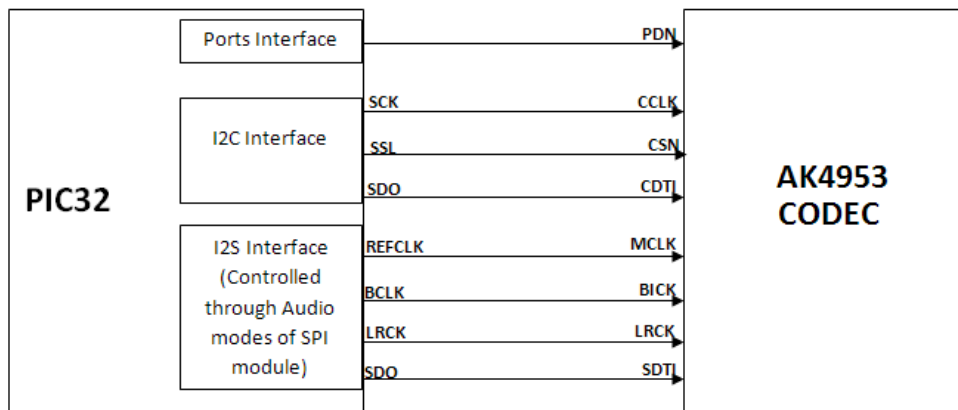 Ports Interface
PDN
I2C Interface
SCK
CCLK
SSL
CSN
SDO
CDTI
PIC32
AK4953
CODEC
I2S Interface
(Controlled
through Audio
modes of SPI
module)
REFCLK
MCLK
BCLK
BICK
LRCK
LRCK
SDO
SDTI